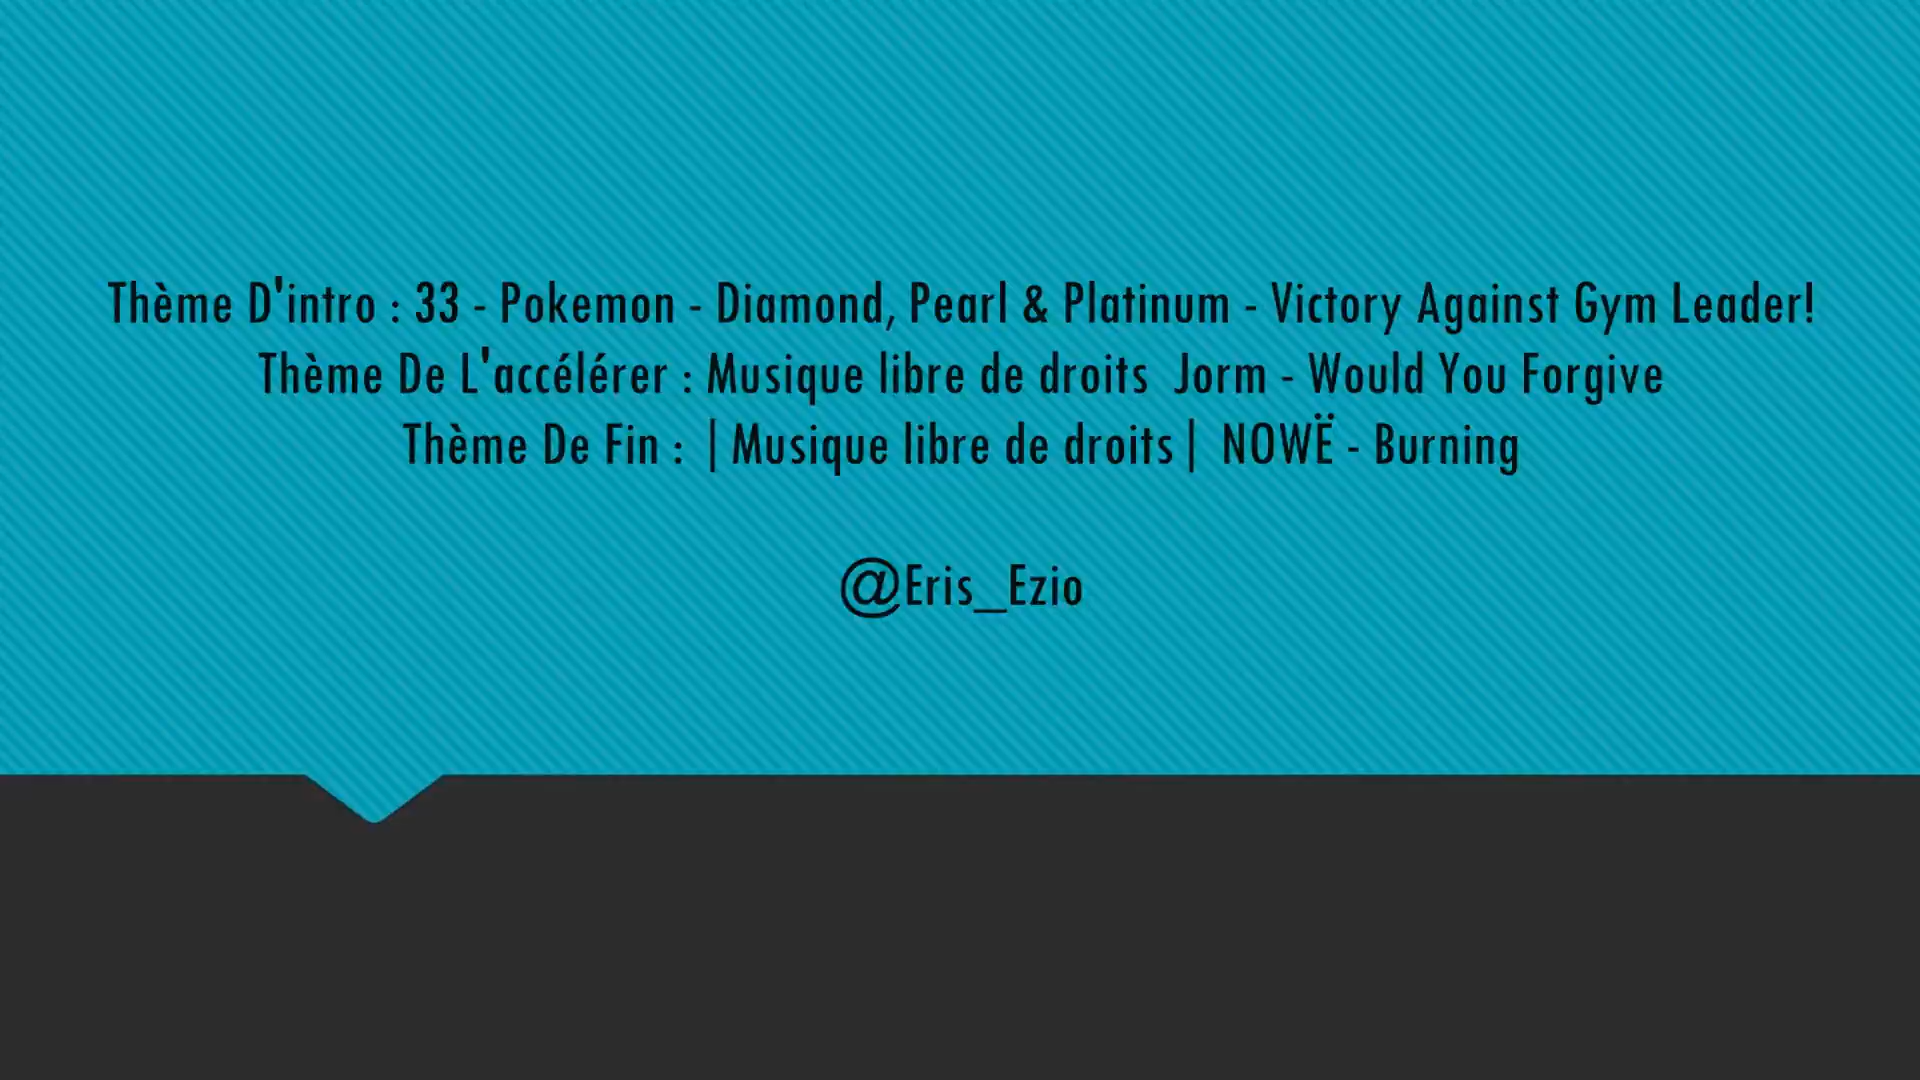 Thème D'intro : 33 - Pokemon - Diamond, Pearl & Platinum - Victory Against Gym Leader!
Thème De L'accélérer : Musique libre de droits  Jorm - Would You Forgive
Thème De Fin : |Musique libre de droits|  NOWË - Burning
@Eris_Ezio